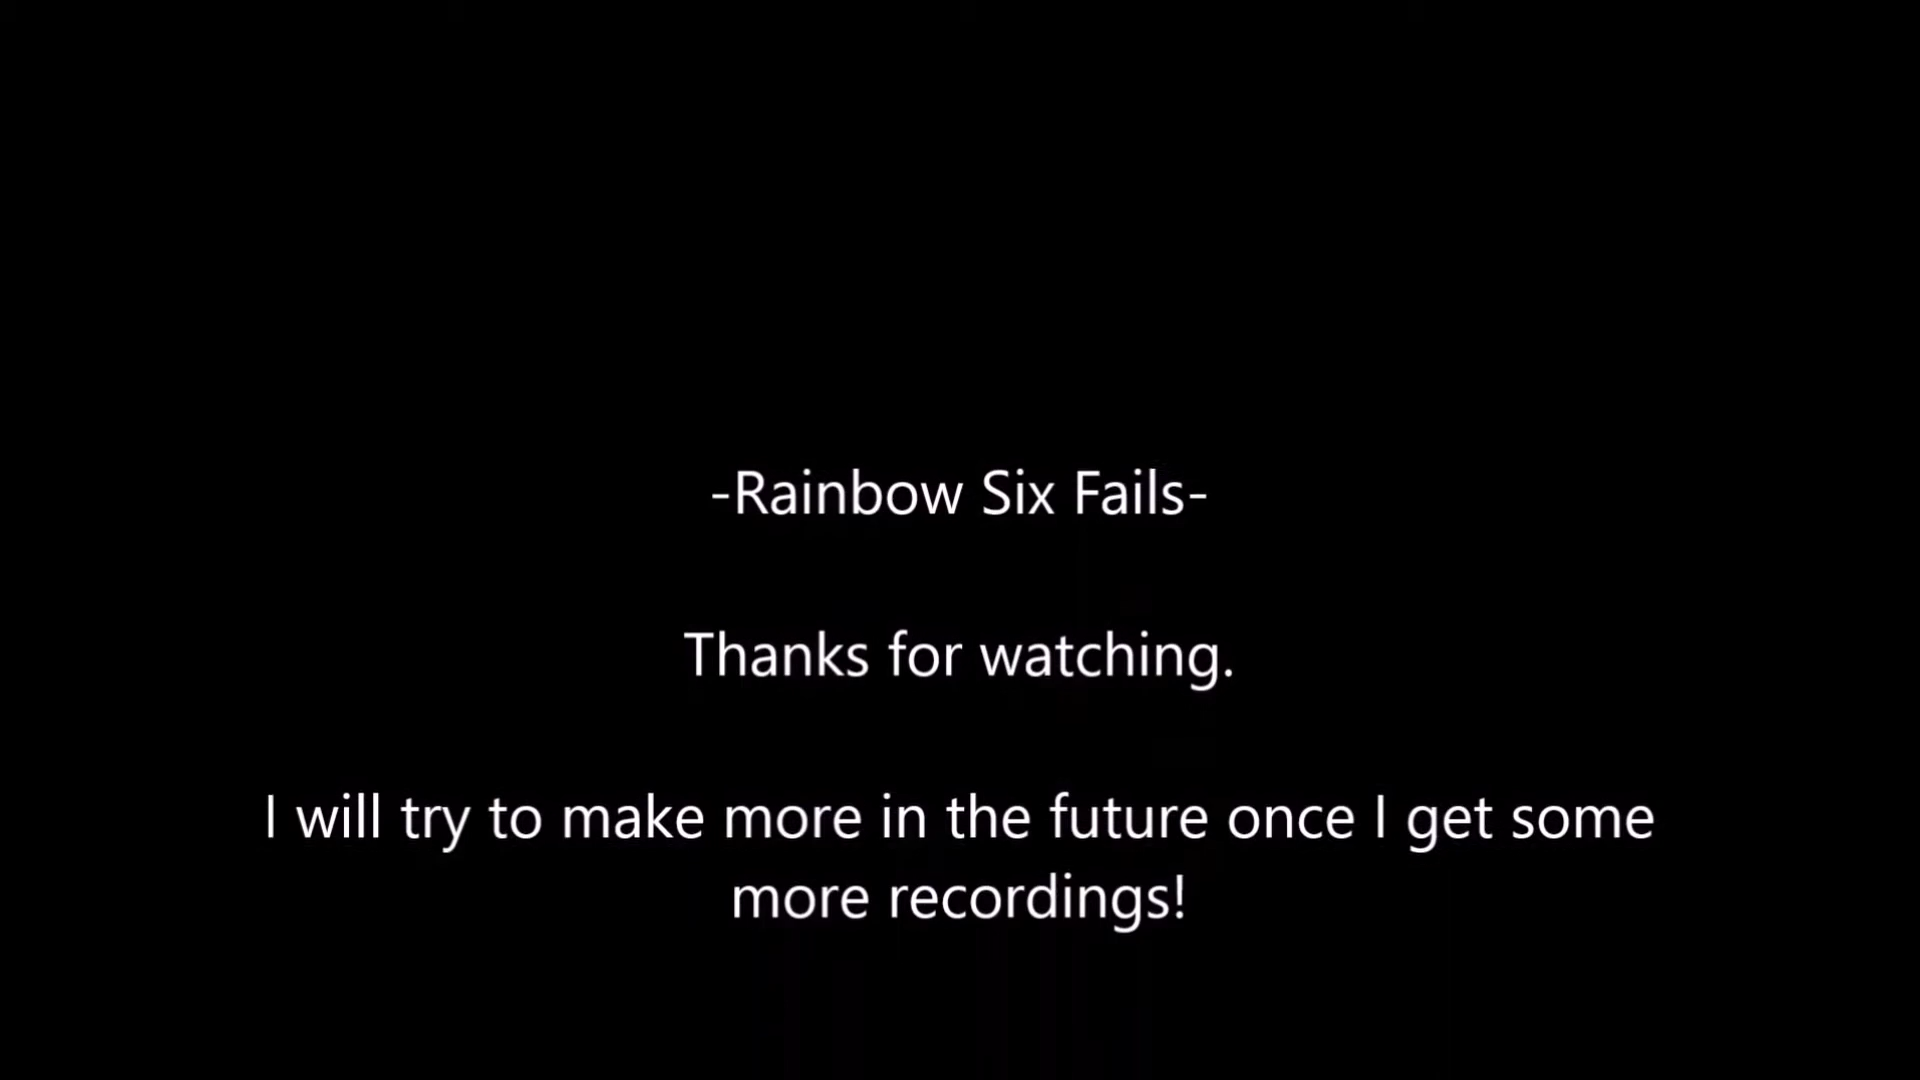 -Rainbow Six Fails-
Thanks for watching.
I will try to make more in the future once I get some
more recordings!